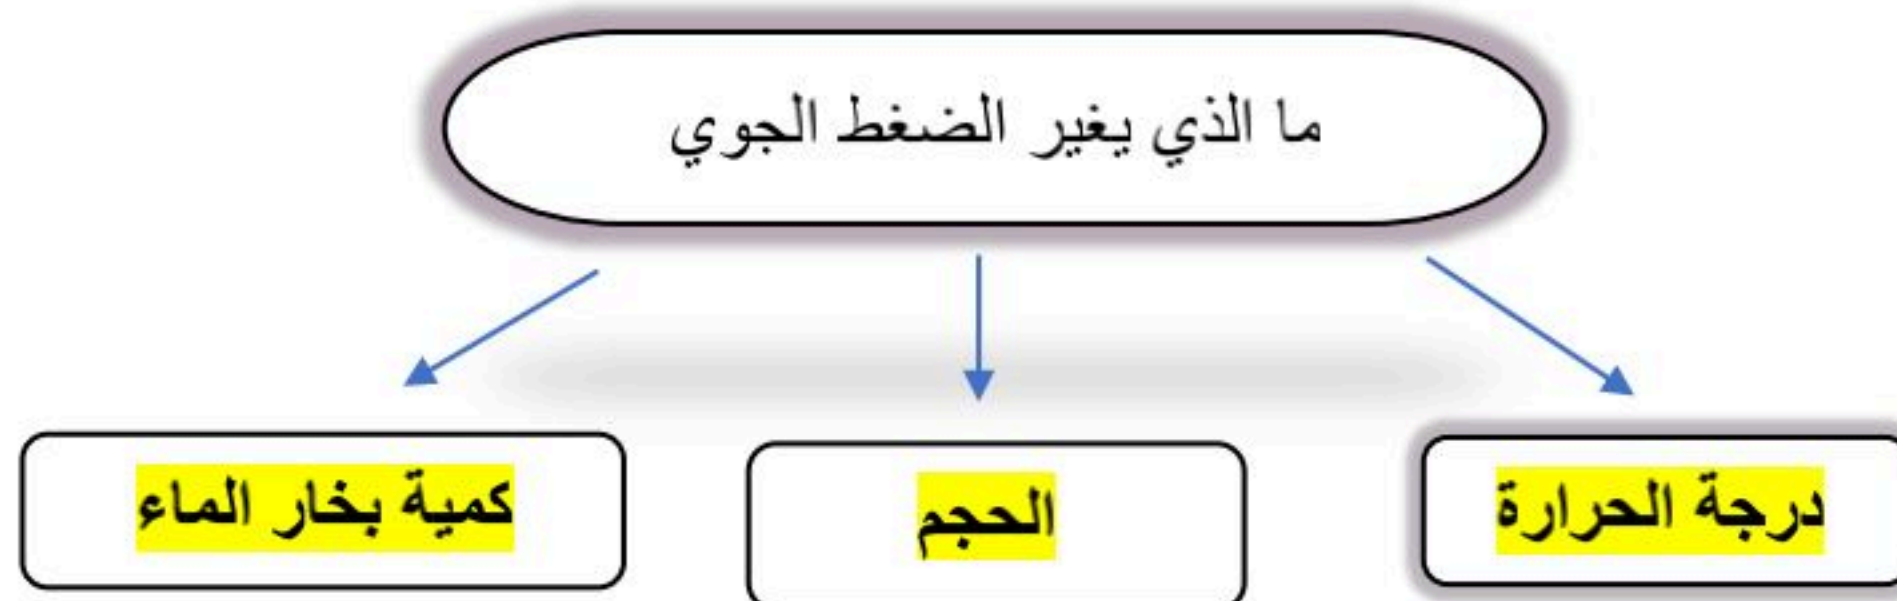 ما الذي يغير الضغط الجوي
درجة الحرارة
الحجم
كمية بخار الماء